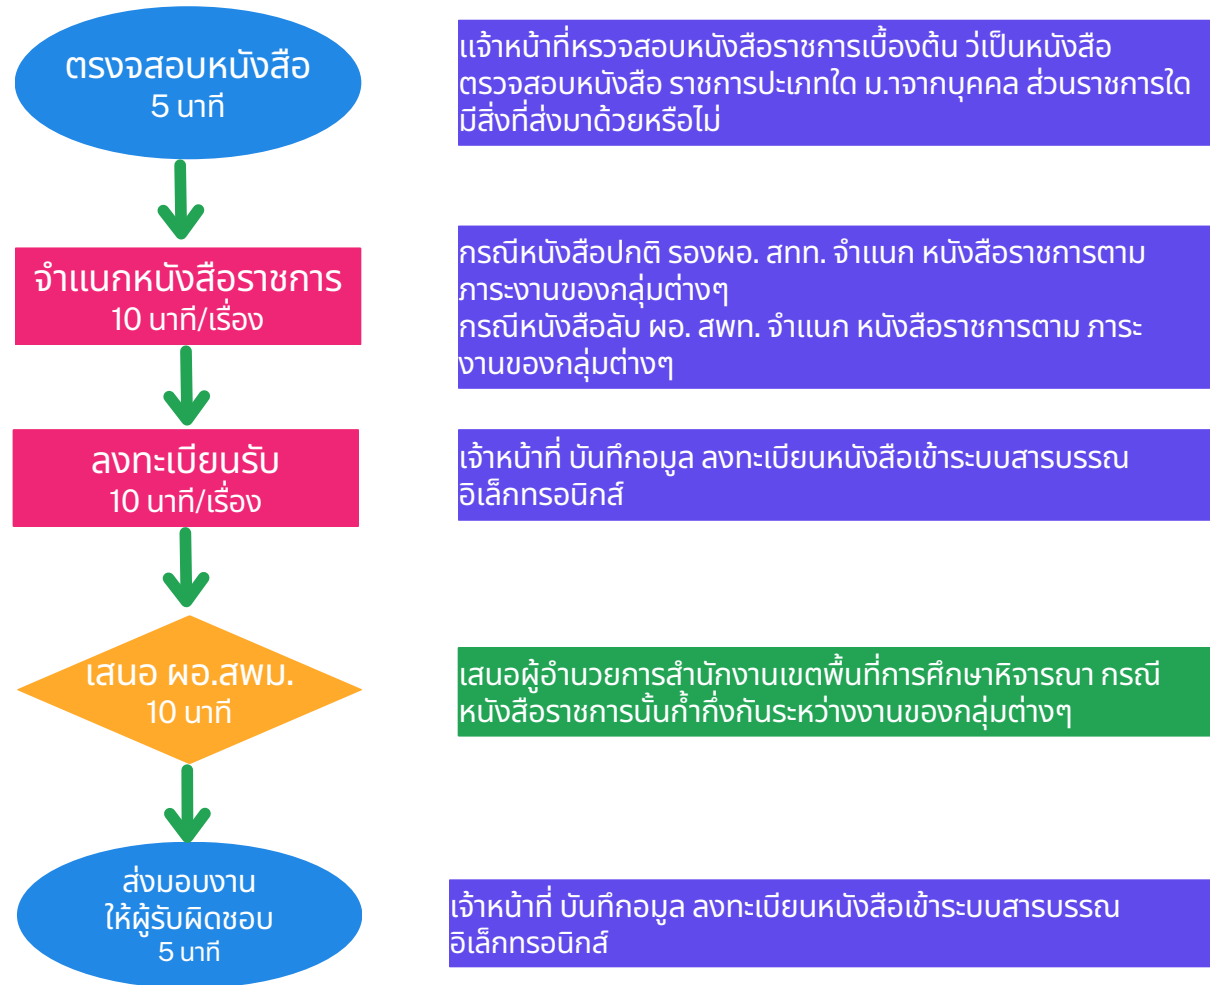 ตรงจสอบหนังสือ
5 นาที
แจ้าหน้าที่หรวจสอบหนังสือราชการเบื้องต้น ว่เป็นหนังสือ
ตรวจสอบหนังสือ ราชการปะเภทใด ม.าจากบุคคล ส่วนราชการใด
มีสิ่งที่ส่งมาด้วยหรือไม่
จำแนกหนังสือราชการ
10 นาที/เรื่อง
กรณีหนังสือปกติ รองผอ. สทท. จำแนก หนังสือราชการตาม
ภาระงานของกลุ่มต่างๆ
กรณีหนังสือลับ ผอ. สพท. จำแนก หนังสือราชการตาม ภาระ
งานของกลุ่มต่างๆ
ลงทะเบียนรับ
10 นาที/เรื่อง
เจ้าหน้าที่ บันทึกอมูล ลงทะเบียนหนังสือเข้าระบบสารบรรณ
อิเล็กทรอนิกส์
เสนอ ผอ.สพม.
10 นาที
เสนอผู้อำนวยการสำนักงานเขตพื้นที่การศึกษาหิจารณา กรณี
หนังสือราชการนั้นก้ำกึ่งกันระหว่างงานของกลุ่มต่างๆ
ส่งมอบงาน
ให้ผู้รับผิดชอบ
5 นาที
เจ้าหน้าที่ บันทึกอมูล ลงทะเบียนหนังสือเข้าระบบสารบรรณ
อิเล็กทรอนิกส์